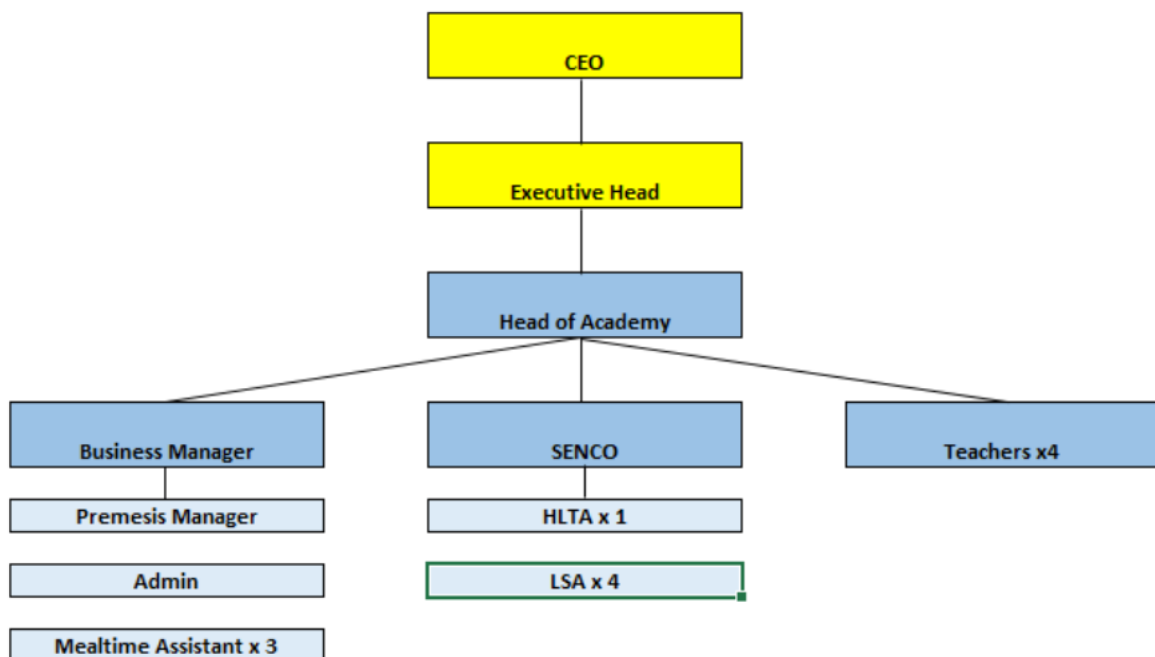 CEO
Executive Head
Head of Academy
Business Manager
SENCO
Teachers x4
Premesis Manager
HLTA x 1
Admin
LSA x 4
Mealtime Assistant x 3